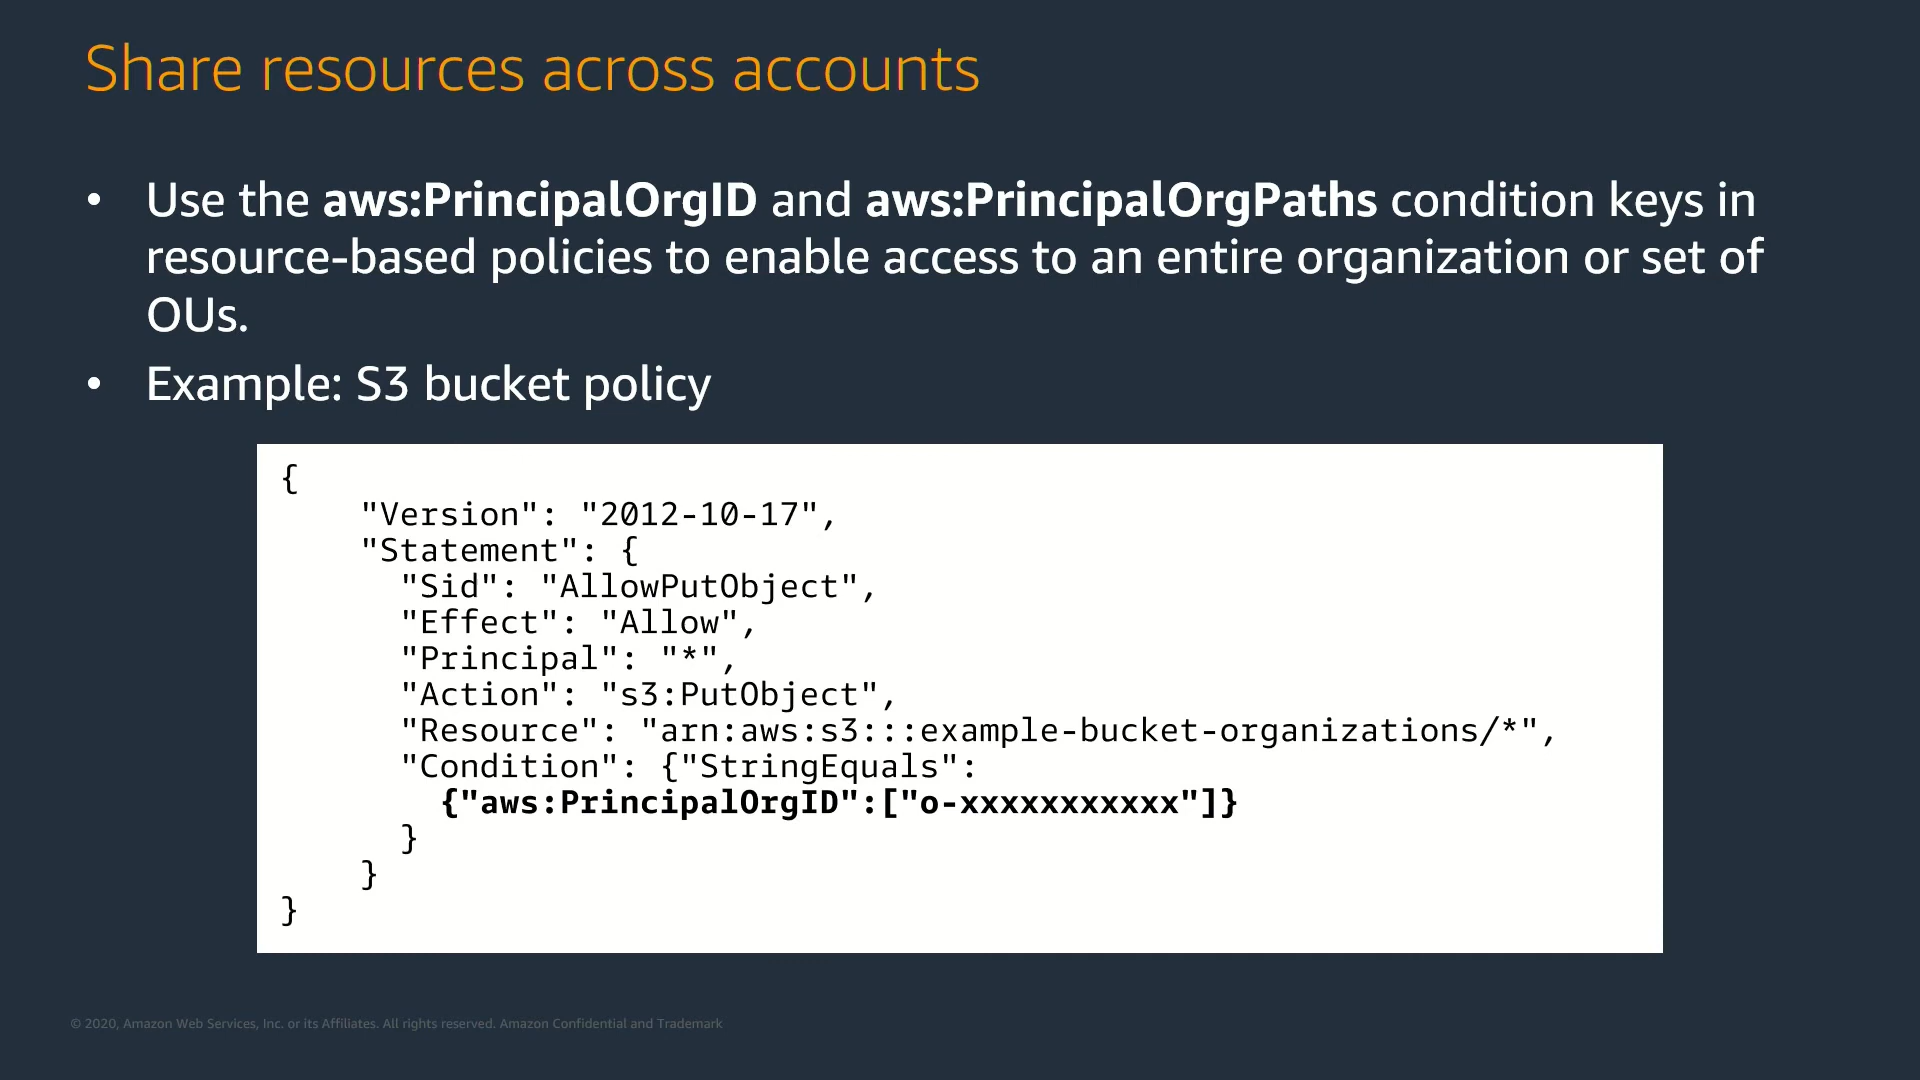 Share resources across accounts
• Use the aws:PrincipalOrgID and aws:PrincipalOrgPaths condition keys in
resource-based policies to enable access to an entire organization or set of
OUs.
• Example: S3 bucket policy
{
    "Version": "2012-10-17",
    "Statement": {
      "Sid": "AllowPutObject",
      "Effect": "Allow",
      "Principal": "*",
      "Action": "s3:PutObject",
      "Resource": "arn:aws:s3:::example-bucket-organizations/*",
      "Condition": {"StringEquals":
        {"aws:PrincipalOrgID":["o-xxxxxxxxxxx"]}
      }
    }
}
© 2020, Amazon Web Services, Inc. or its Affiliates. All rights reserved. Amazon Confidential and Trademark